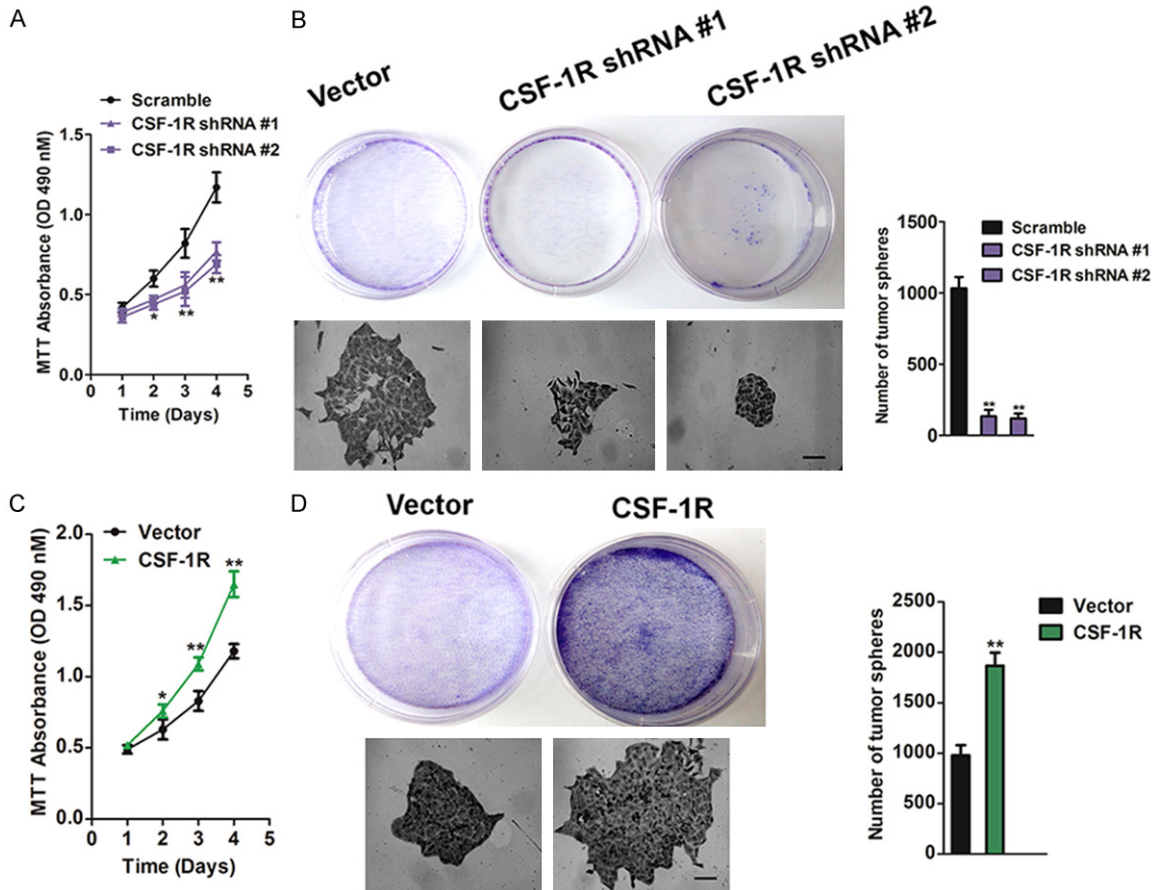 A
Scramble
CSF-1R shRNA #1
CSF-1R shRNA #2
MTT Absorbance (OD 490 nM)
1.5
1.0
0.5
0.0
*
**
**
0 1 2 3 4 5
Time (Days)
B
Vector
CSF-1R shRNA #1
CSF-1R shRNA #2
Number of tumor spheres
1500
1000
500
0
Scramble
CSF-1R shRNA #1
CSF-1R shRNA #2
** **
C
Vector
CSF-1R
MTT Absorbance (OD 490 nM)
2.0
1.5
1.0
0.5
0.0
*
**
**
0 1 2 3 4 5
Time (Days)
D
Vector CSF-1R
Number of tumor spheres
2500
2000
1500
1000
500
0
Vector
CSF-1R
**